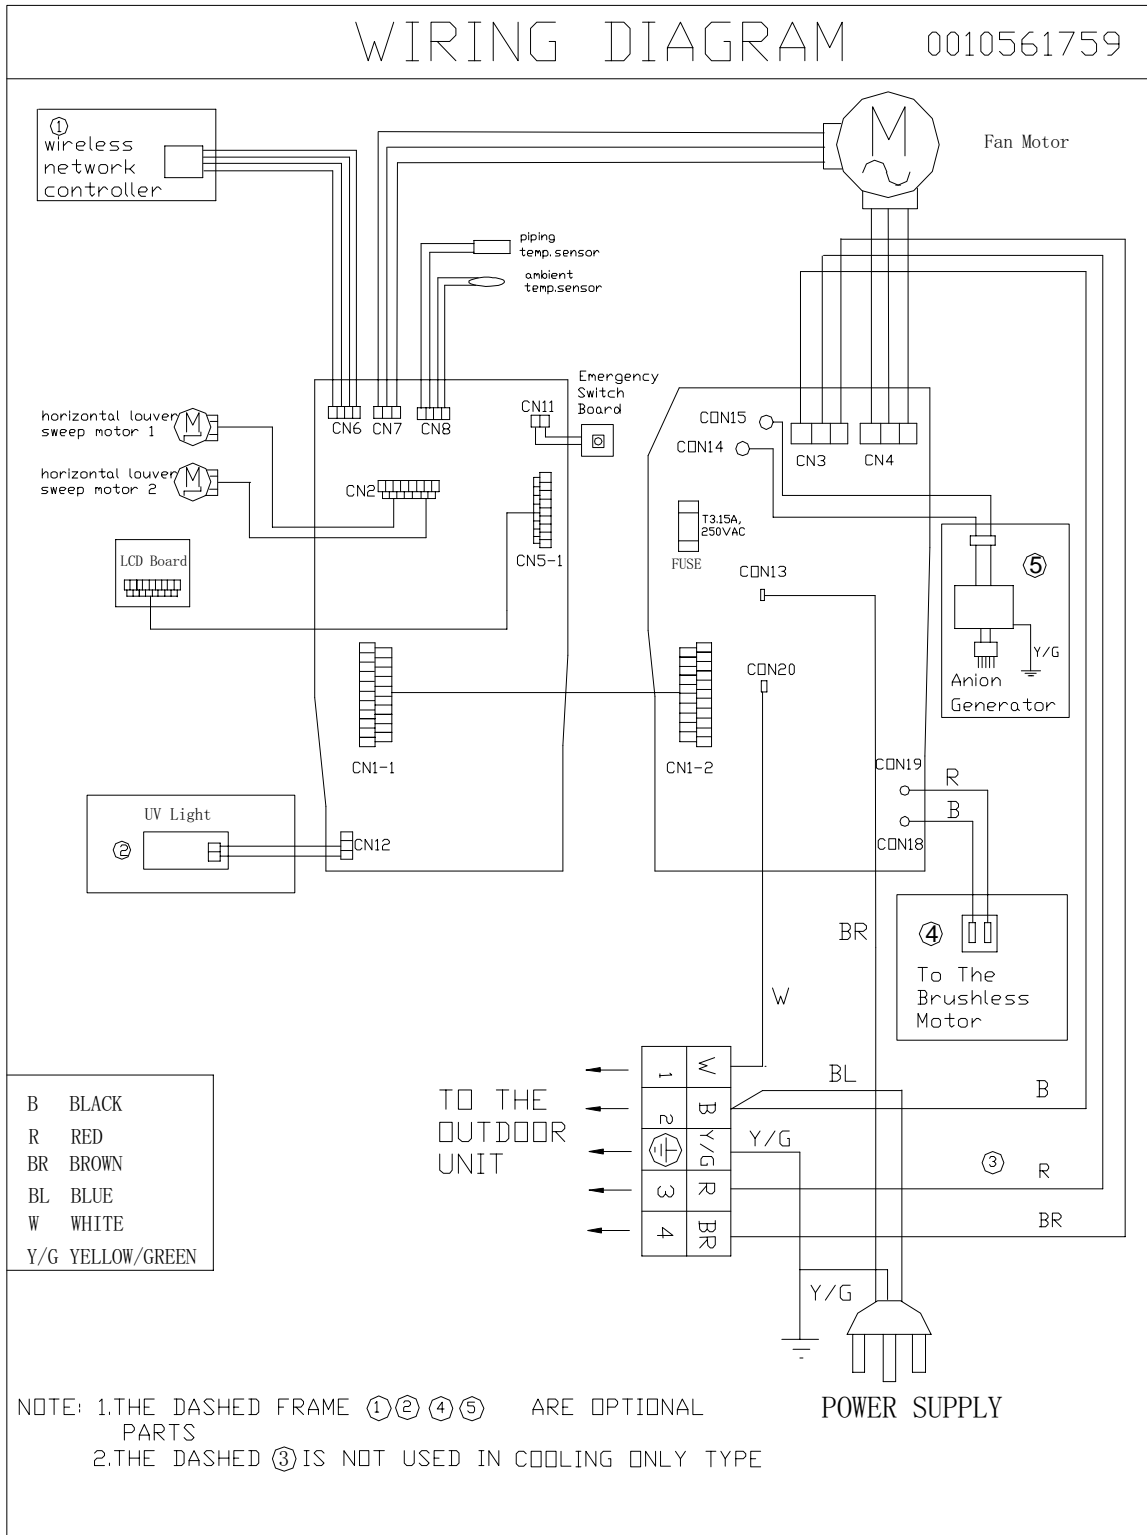 WIRING DIAGRAM 0010561759
①
wireless
network
controller
M
Fan Motor
piping
temp. sensor
ambient
temp.sensor
horizontal louver
sweep motor 1
M
horizontal louver
sweep motor 2
M
CN6 CN7 CN8
CN11
Emergency
Switch
Board
CN2
CN5-1
LCD Board
CN1-1
CN12
UV Light
②
CON15
CON14
CN3 CN4
T3.15A,
250VAC
FUSE
CON13
CON20
CN1-2
CON19
CON18
R
B
⑤
Y/G
Anion
Generator
④
To The
Brushless
Motor
BR
W
BL
B
Y/G
③
R
BR
Y/G
TO THE
OUTDOOR
UNIT
1 W
2 B
Y/G
3 R
4 BR
B BLACK
R RED
BR BROWN
BL BLUE
W WHITE
Y/G YELLOW/GREEN
POWER SUPPLY
NOTE: 1.THE DASHED FRAME ①② ④⑤ ARE OPTIONAL
PARTS
2.THE DASHED ③ IS NOT USED IN COOLING ONLY TYPE